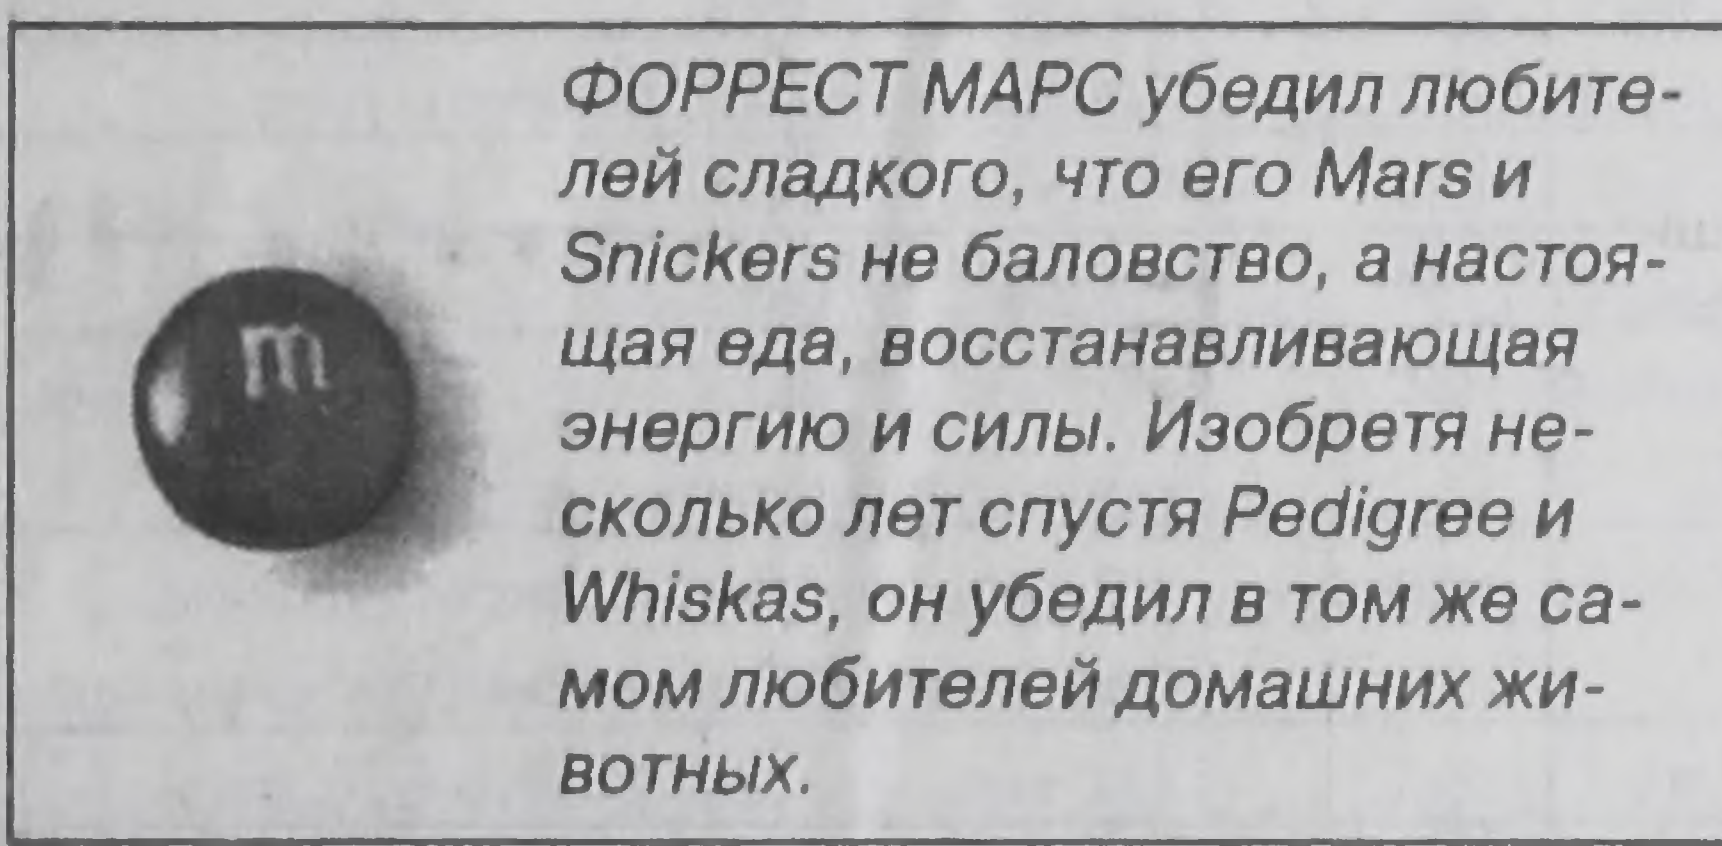 m
ФОРРЕСТ МАРС убедил любите-
лей сладкого, что его Mars и
Snickers не баловство, а настоя-
щая еда, восстанавливающая
энергию и силы. Изобретя не-
сколько лет спустя Pedigree и
Whiskas, он убедил в том же са-
мом любителей домашних жи-
вотных.